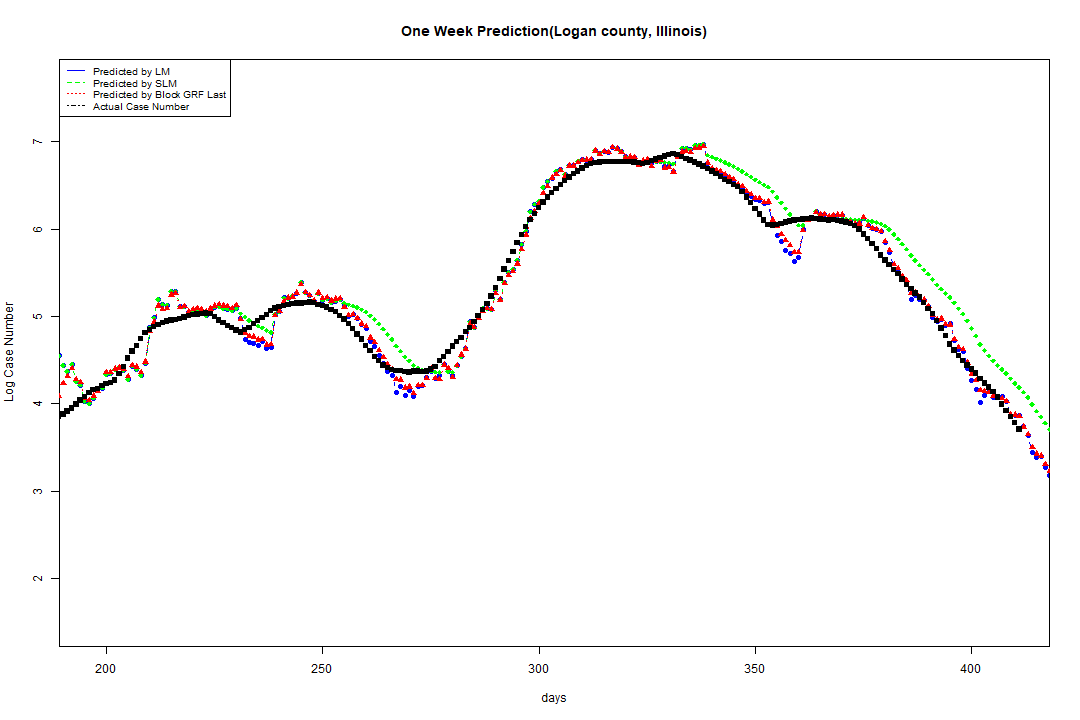 One Week Prediction(Logan county, Illinois)
Predicted by LM
Predicted by SLM
Predicted by Block GRF Last
Actual Case Number
Log Case Number
7
6
5
4
3
2
200 250 300 350 400
days